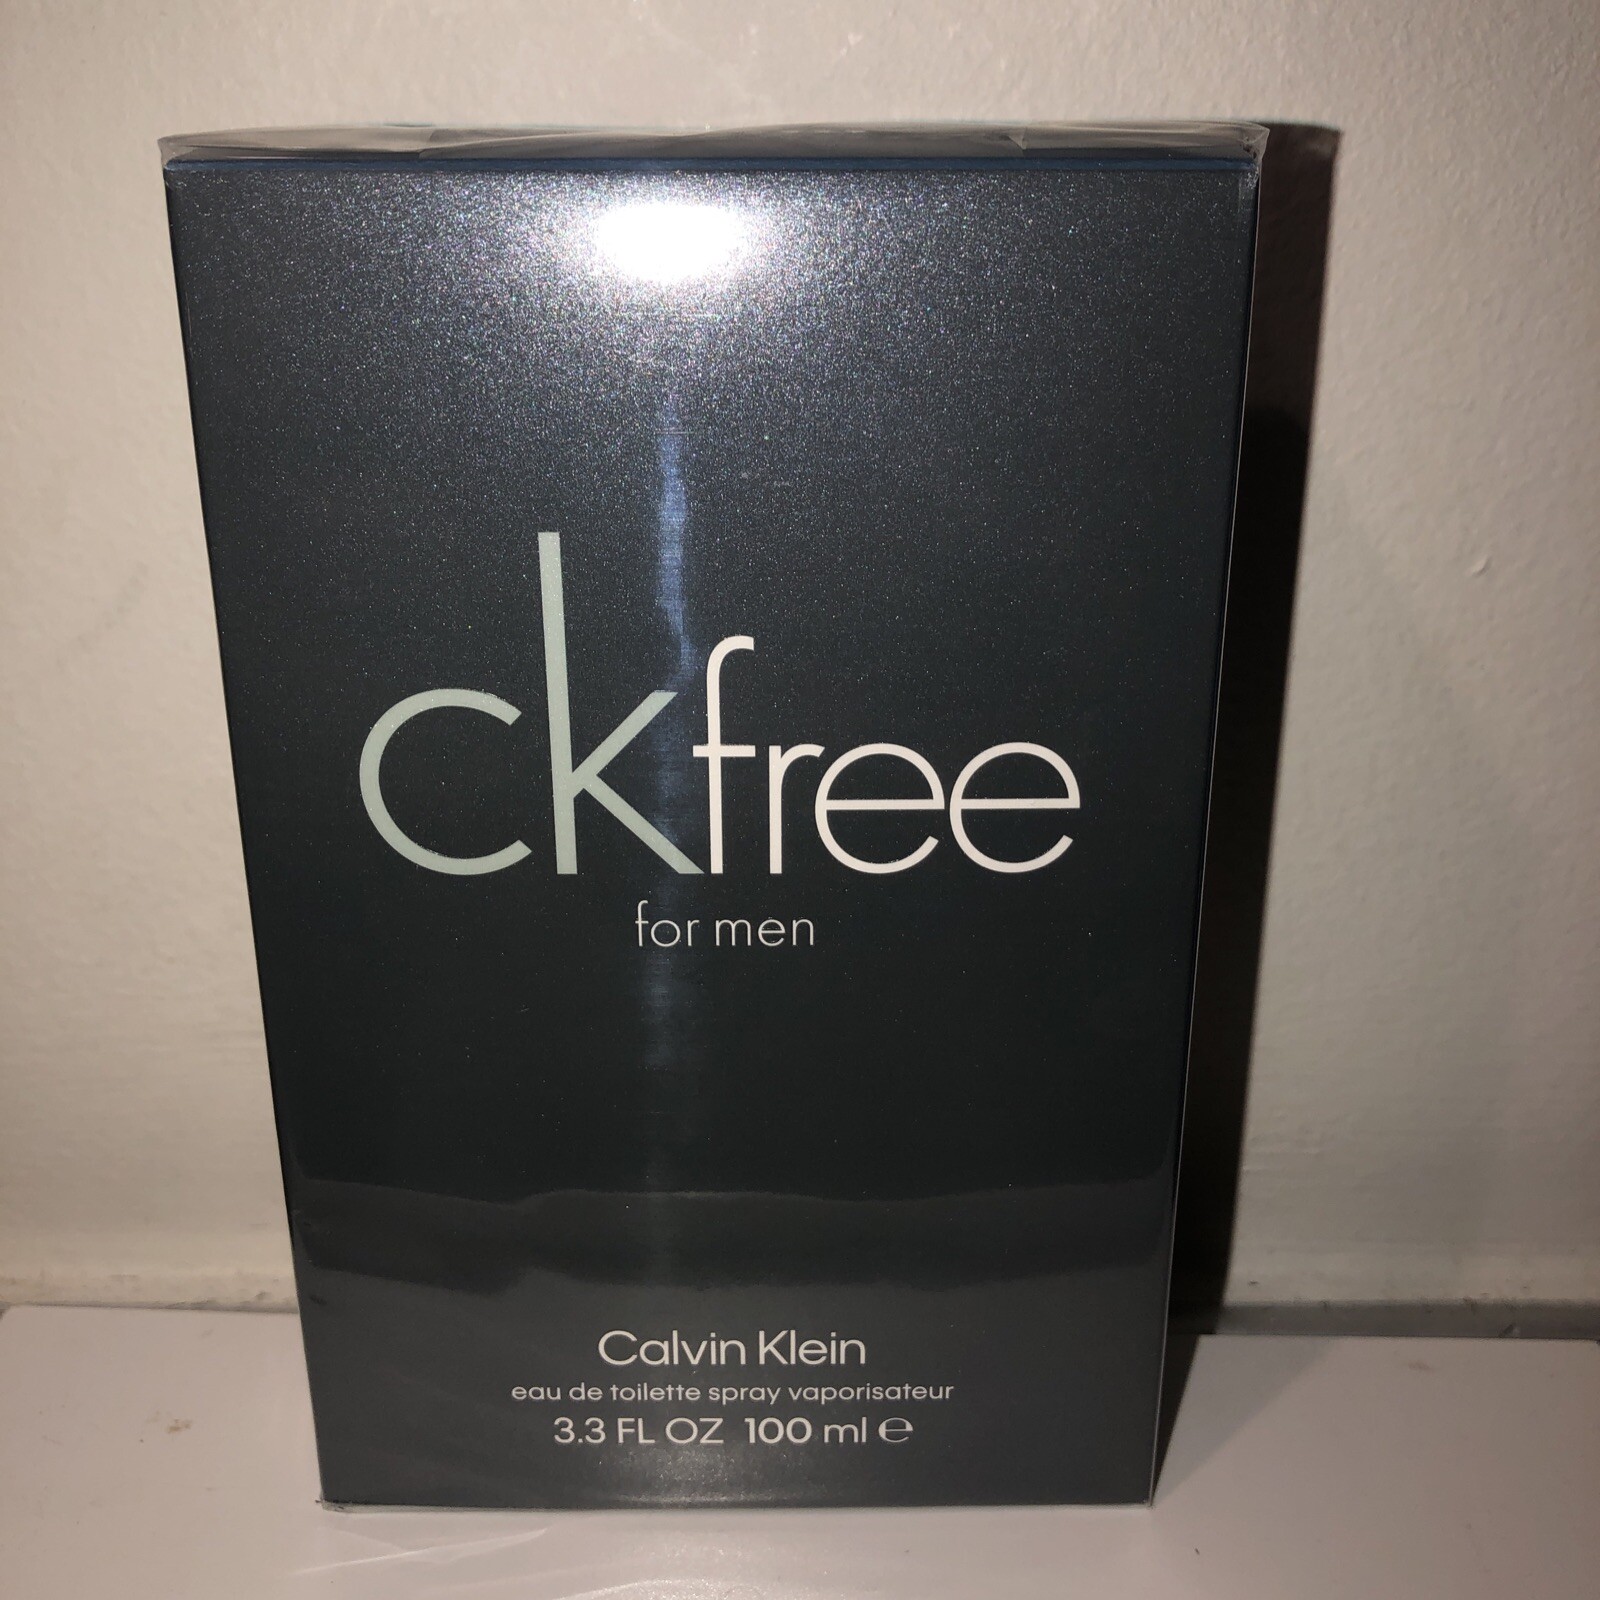 ckfree
for men
Calvin Klein
eau de toilette spray vaporisateur
3.3 FL OZ 100 ml ℮